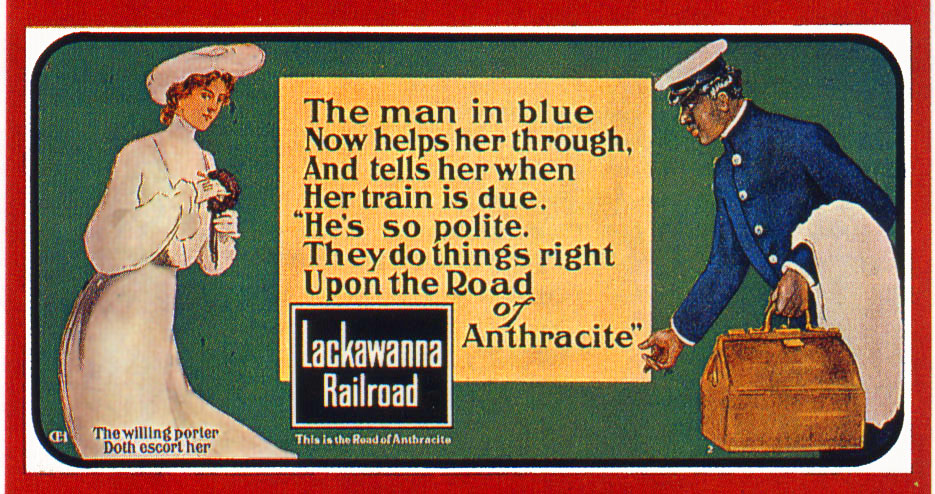 The man in blue
Now helps her through,
And tells her when
Her train is due.
"He's so polite.
They do things right
Upon the Road
of
Anthracite"
Lackawanna
Railroad
This is the Road of Anthracite
The willing porter
Doth escort her
CH
2